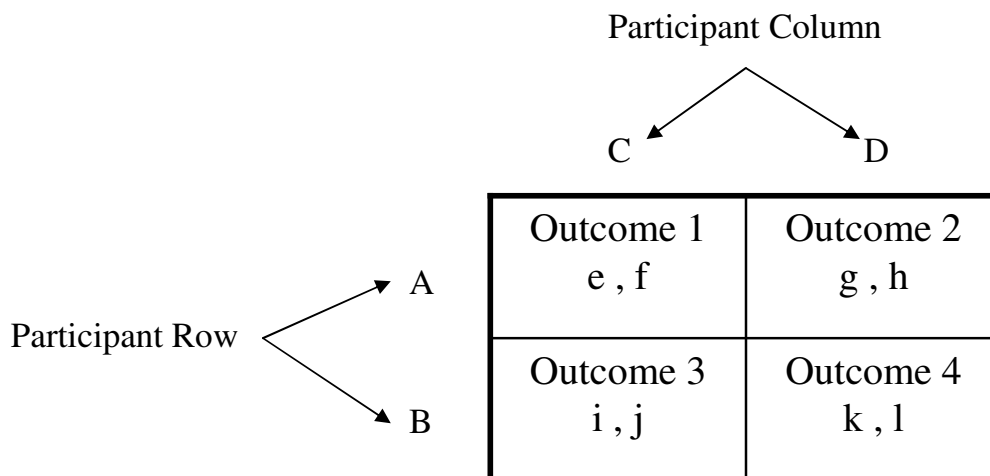 Participant Column
C D
Outcome 1 Outcome 2
e , f g , h
A
Participant Row
Outcome 3 Outcome 4
i , j k , l
B